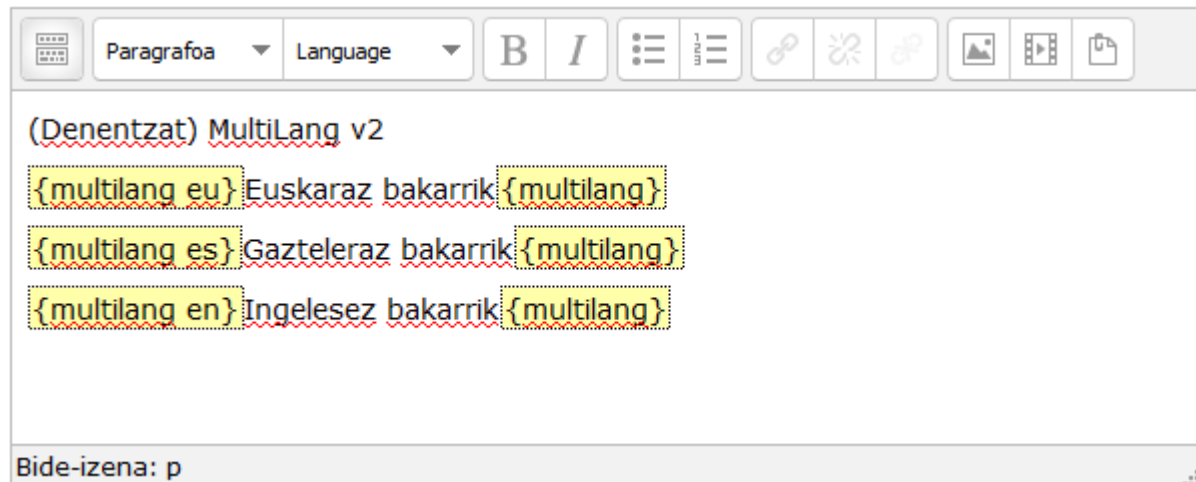 Paragrafoa Language B I
(Denentzat) MultiLang v2
{multilang eu}Euskaraz bakarrik{multilang}
{multilang es}Gazteleraz bakarrik{multilang}
{multilang en}Ingelesez bakarrik{multilang}
Bide-izena: p